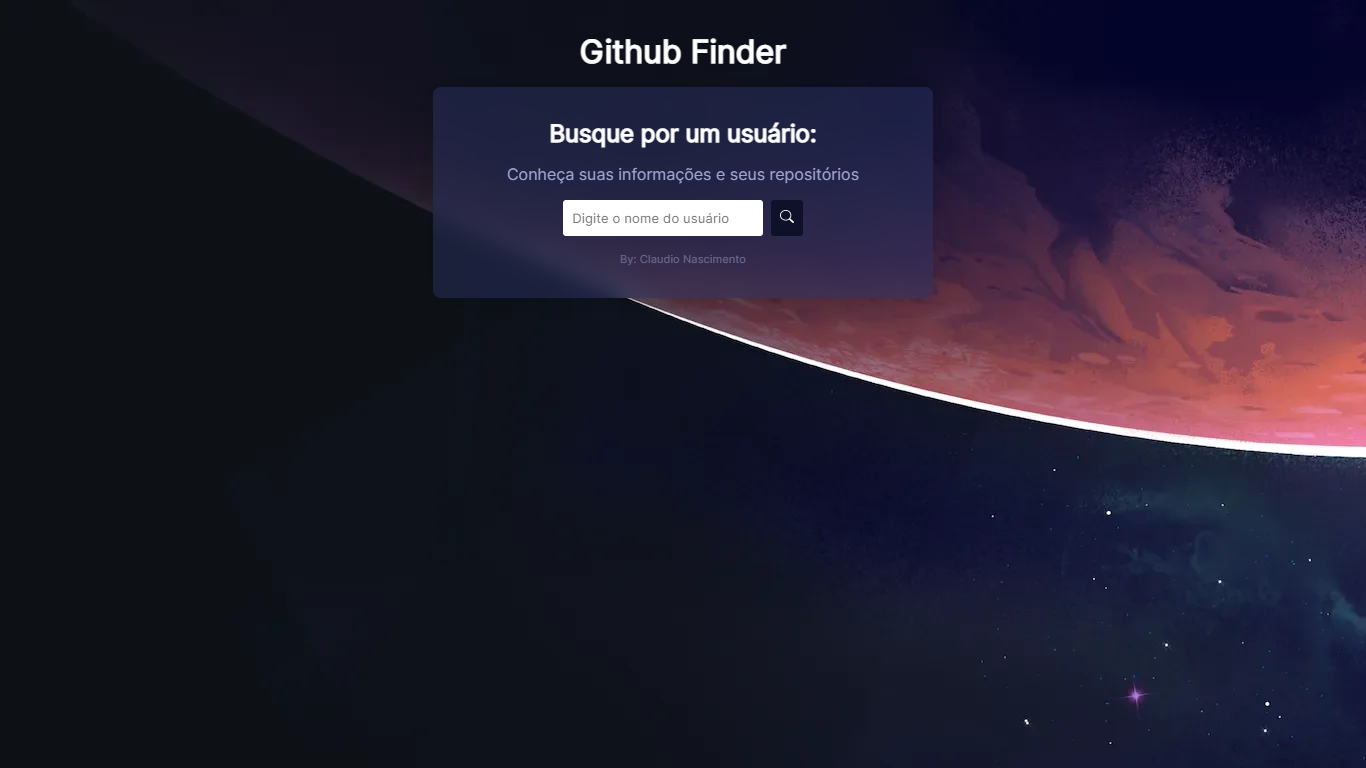 Github Finder
Busque por um usuário:
Conheça suas informações e seus repositórios
Digite o nome do usuário
By: Claudio Nascimento